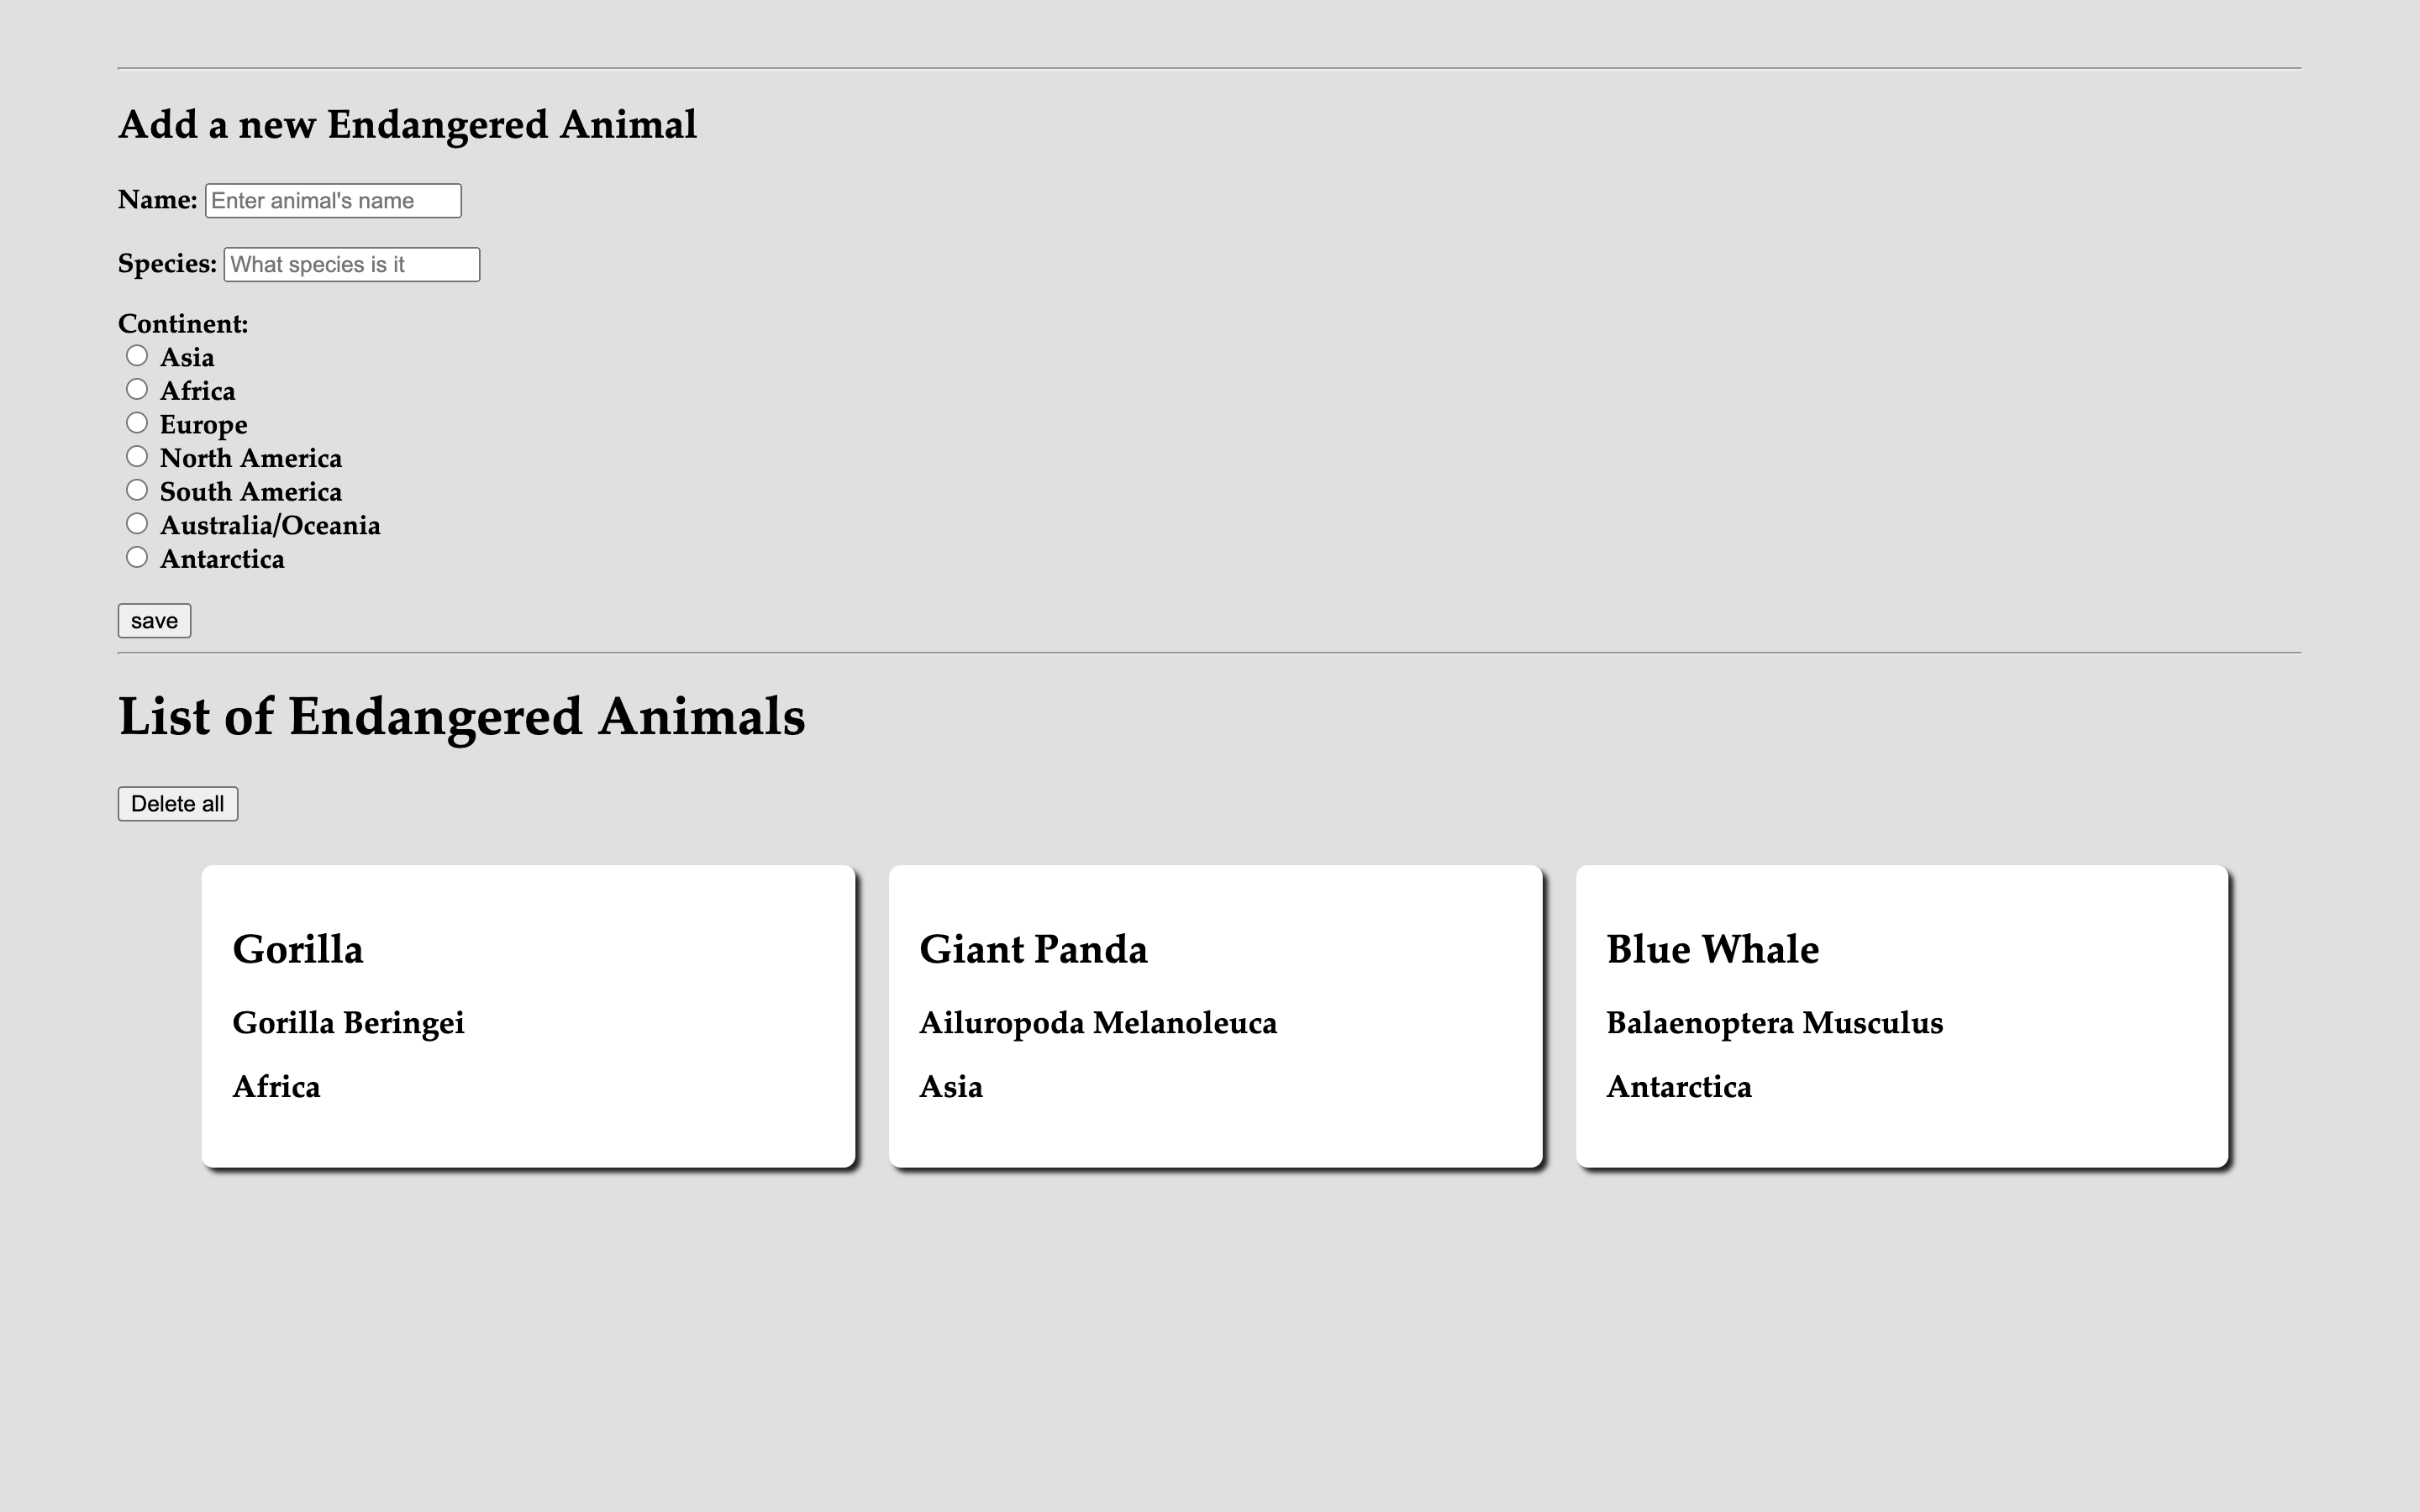 Add a new Endangered Animal
Name: Enter animal's name
Species: What species is it
Continent:
Asia
Africa
Europe
North America
South America
Australia/Oceania
Antarctica
save
List of Endangered Animals
Delete all
Gorilla
Gorilla Beringei
Africa
Giant Panda
Ailuropoda Melanoleuca
Asia
Blue Whale
Balaenoptera Musculus
Antarctica